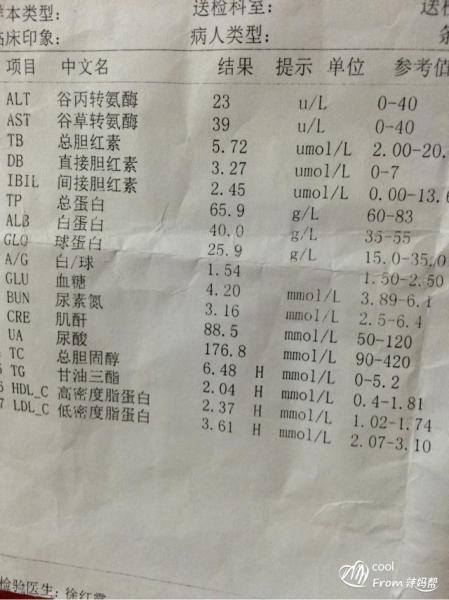 样本类型: 送检科室: 送检
临床印象: 病人类型:
项目 中文名 结果 提示 单位 参考值
ALT 谷丙转氨酶 23 u/L 0-40
AST 谷草转氨酶 39 u/L 0-40
TB 总胆红素 5.72 umol/L 2.00-20.
DB 直接胆红素 3.27 umol/L 0-7
IBIL 间接胆红素 2.45 umol/L 0.00-13.6
TP 总蛋白 65.9 g/L 60-83
ALB 白蛋白 40.0 g/L 35-55
GLO 球蛋白 25.9 g/L 15.0-35.0
A/G 白/球 1.54 1.50-2.50
GLU 血糖 4.20 mmol/L 3.89-6.1
BUN 尿素氮 3.16 mmol/L 2.5-6.4
CRE 肌酐 88.5 mmol/L 50-120
UA 尿酸 176.8 mmol/L 90-420
TC 总胆固醇 6.48 H mmol/L 0-5.2
5 TG 甘油三酯 2.04 H mmol/L 0.4-1.81
6 HDL_C 高密度脂蛋白 2.37 H mmol/L 1.02-1.74
7 LDL_C 低密度脂蛋白 3.61 H mmol/L 2.07-3.10
检验医生: 徐红霞
cool
From 辣妈帮